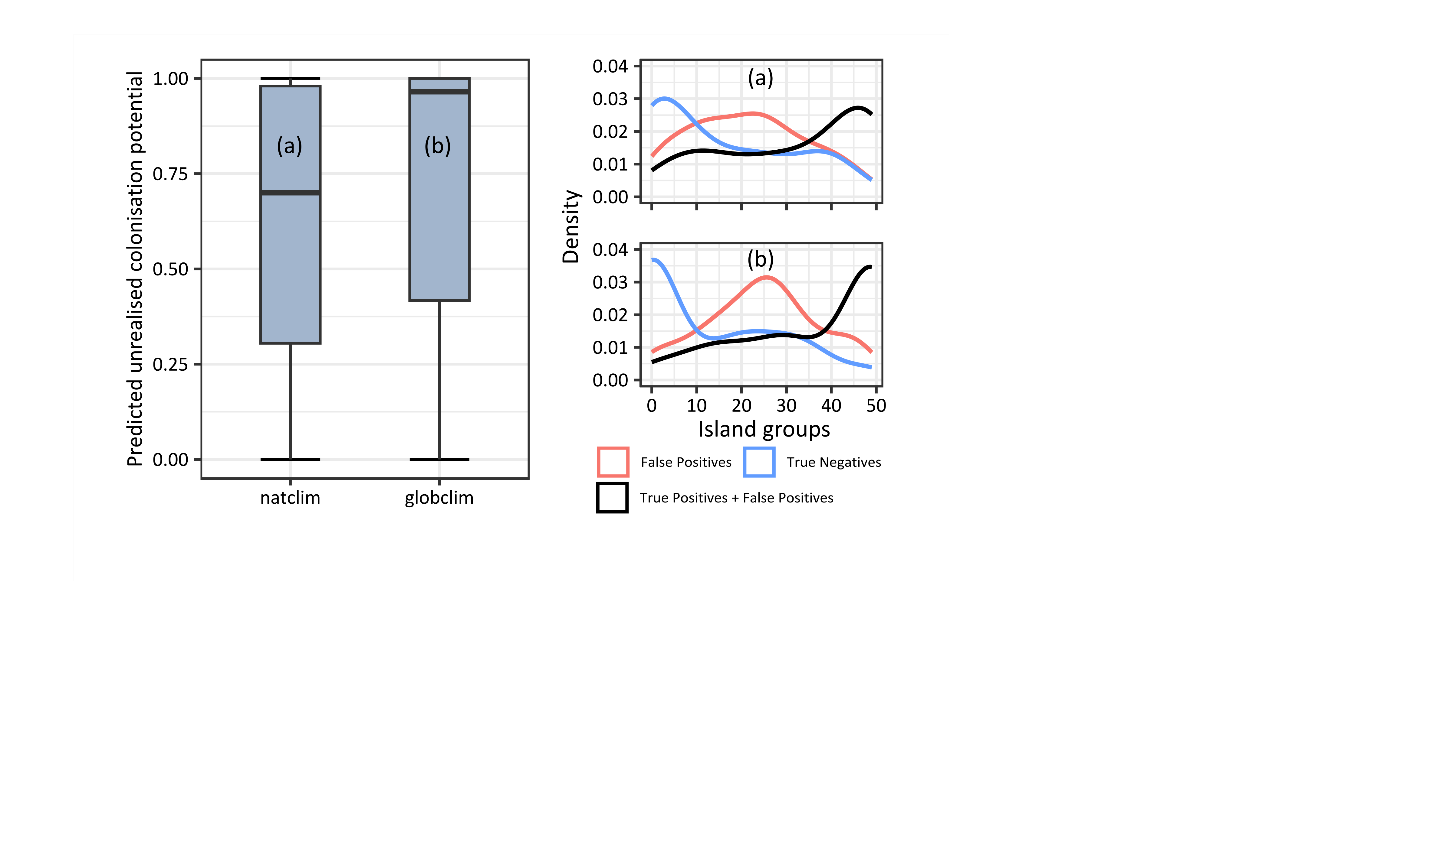 Predicted unrealised colonisation potential
1.00
0.75
0.50
0.25
0.00
(a)
(b)
natclim
globclim
Density
0.04
0.03
0.02
0.01
0.00
(a)
0.04
0.03
0.02
0.01
0.00
(b)
0 10 20 30 40 50
Island groups
False Positives True Negatives
True Positives + False Positives